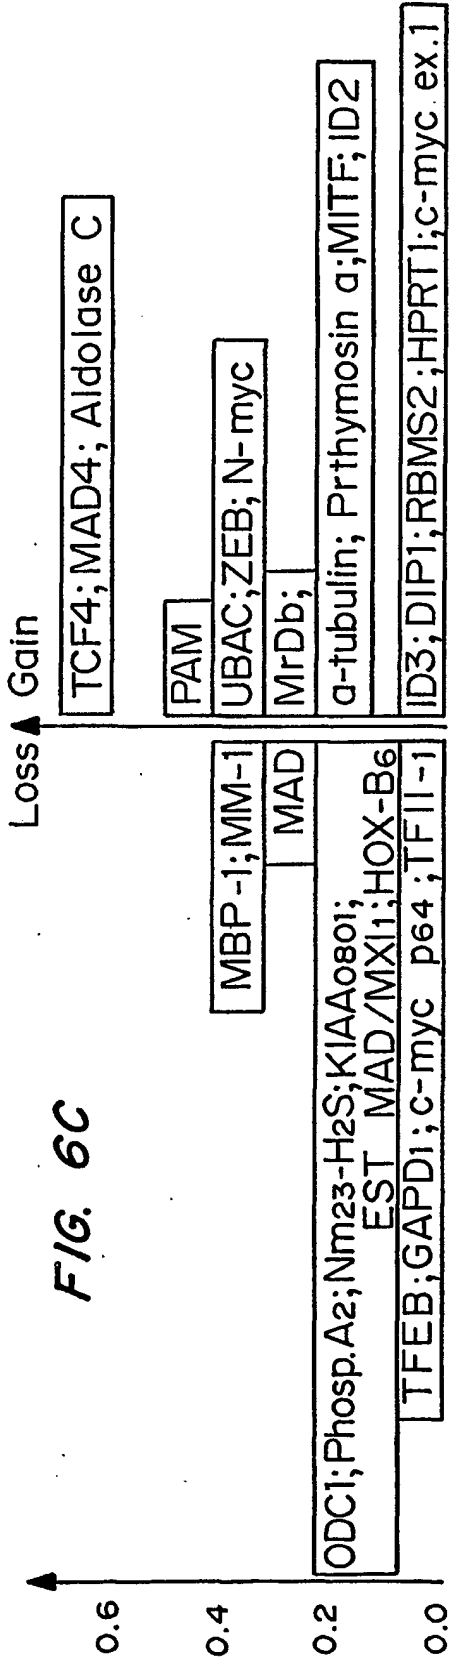 FIG. 6C
Loss Gain
TCF4; MAD4; Aldolase C
PAM
MBP-1; MM-1
UBAC; ZEB; N-myc
MAD
MrDb;
ODC1; Phosp. A2; Nm23-H2S; KIAA0801;
EST MAD/MXI1; HOX-B6
α-tubulin; Prthymosin α; MITF; ID2
TFEB; GAPD1; c-myc p64; TFII-1
ID3; DIP1; RBMS2; HPRT1; c-myc ex.1
0.6
0.4
0.2
0.0